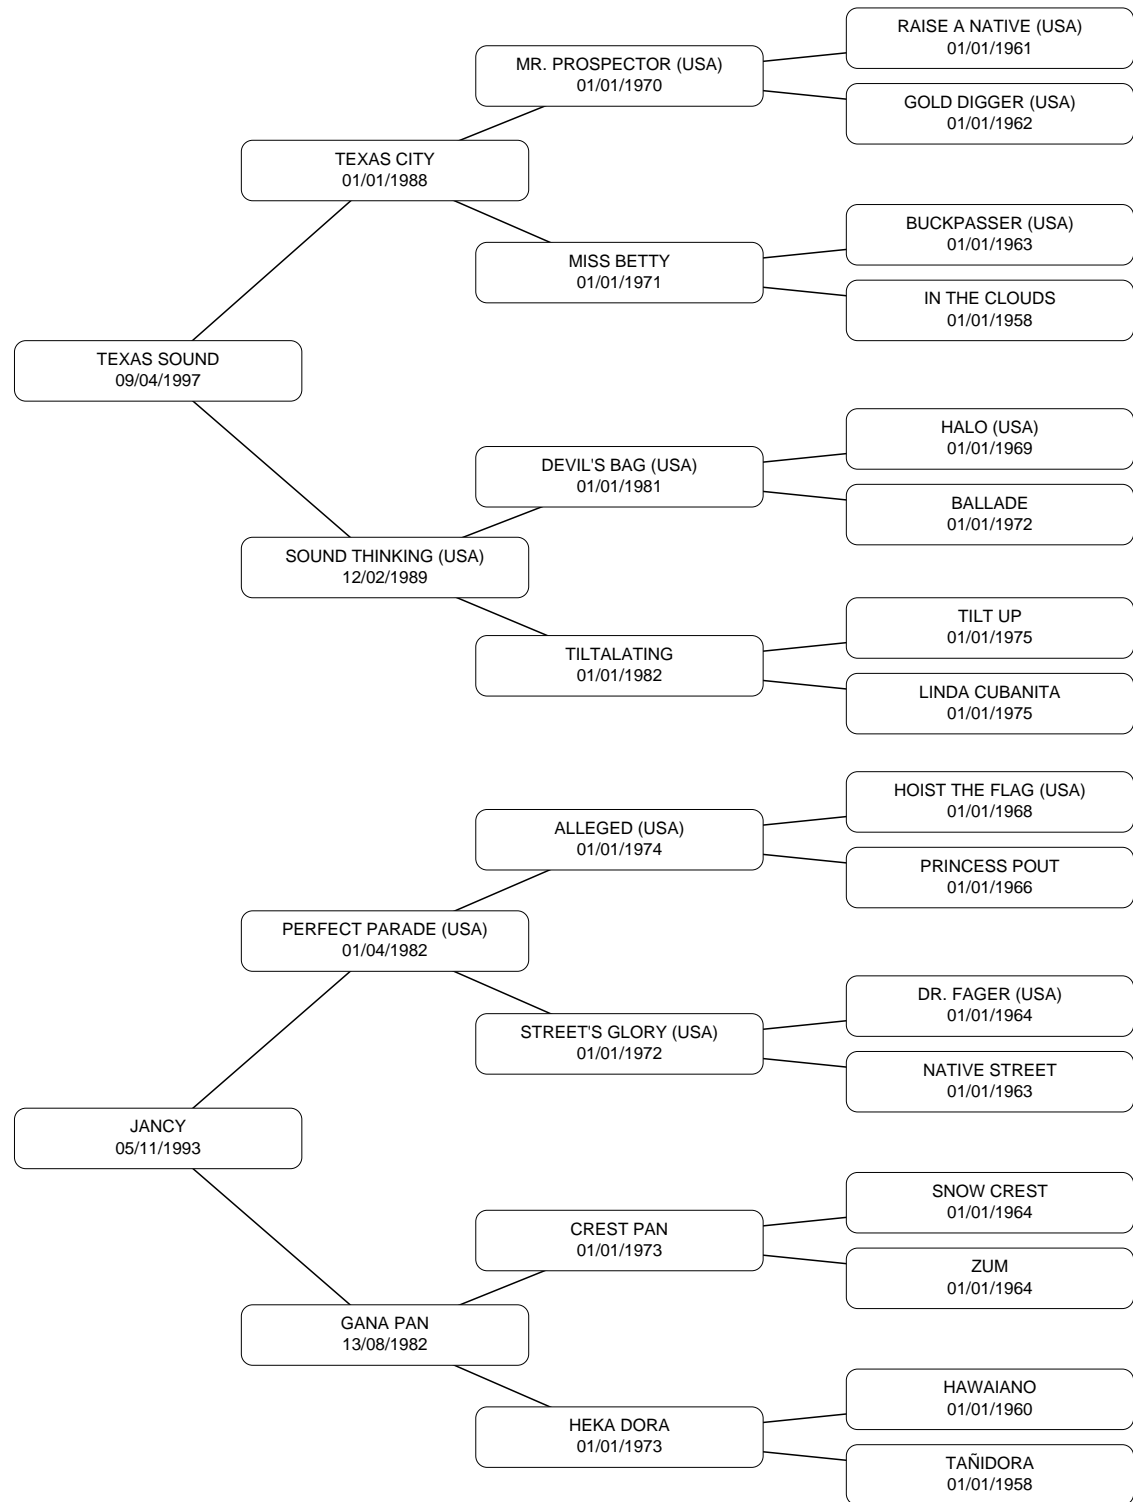 RAISE A NATIVE (USA)
01/01/1961
MR. PROSPECTOR (USA)
01/01/1970
GOLD DIGGER (USA)
01/01/1962
TEXAS CITY
01/01/1988
BUCKPASSER (USA)
01/01/1963
MISS BETTY
01/01/1971
IN THE CLOUDS
01/01/1958
TEXAS SOUND
09/04/1997
HALO (USA)
01/01/1969
DEVIL'S BAG (USA)
01/01/1981
BALLADE
01/01/1972
SOUND THINKING (USA)
12/02/1989
TILT UP
01/01/1975
TILTALATING
01/01/1982
LINDA CUBANITA
01/01/1975
HOIST THE FLAG (USA)
01/01/1968
ALLEGED (USA)
01/01/1974
PRINCESS POUT
01/01/1966
PERFECT PARADE (USA)
01/04/1982
DR. FAGER (USA)
01/01/1964
STREET'S GLORY (USA)
01/01/1972
NATIVE STREET
01/01/1963
JANCY
05/11/1993
SNOW CREST
01/01/1964
CREST PAN
01/01/1973
ZUM
01/01/1964
GANA PAN
13/08/1982
HAWAIANO
01/01/1960
HEKA DORA
01/01/1973
TAÑIDORA
01/01/1958